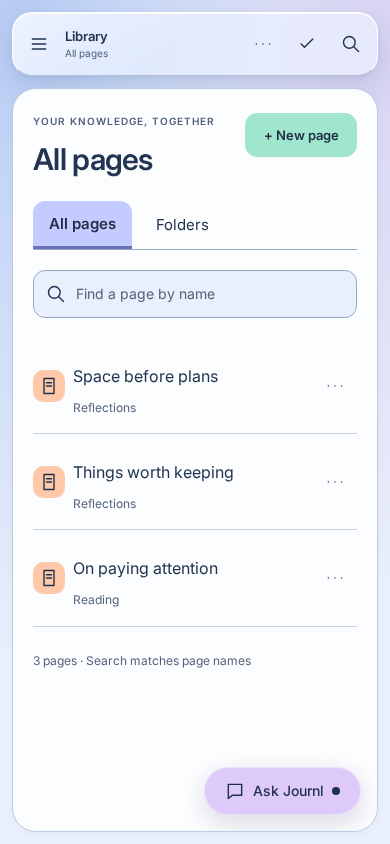 Library
All pages
YOUR KNOWLEDGE, TOGETHER
+ New page
All pages
All pages
Folders
Find a page by name
Space before plans
Reflections
Things worth keeping
Reflections
On paying attention
Reading
3 pages · Search matches page names
Ask Journl